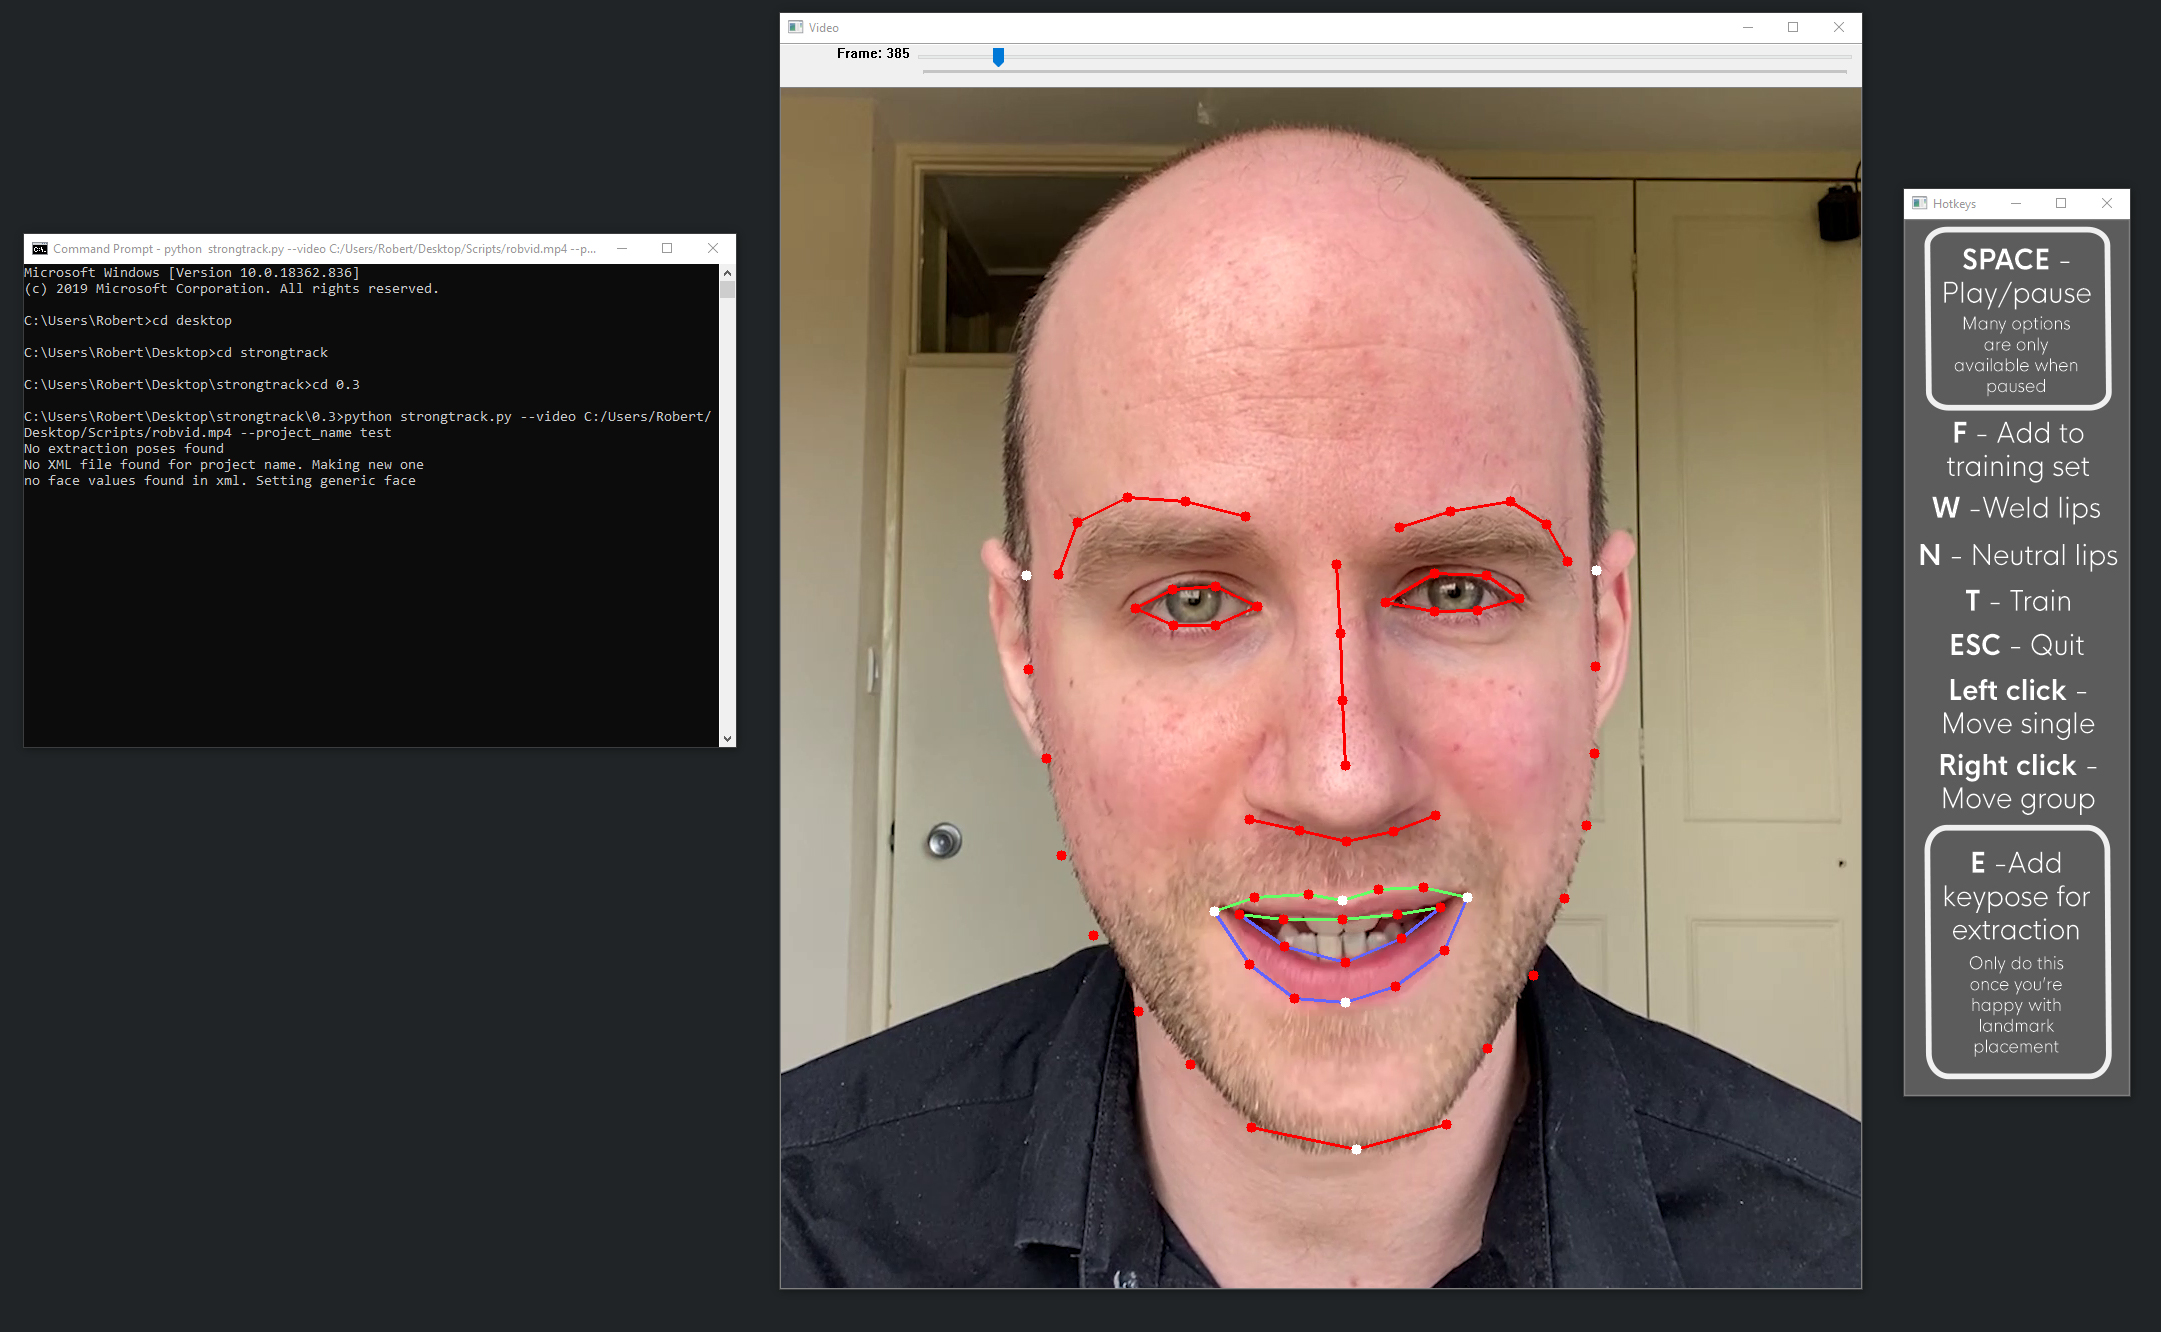 Command Prompt - python  strongtrack.py --video C:/Users/Robert/Desktop/Scripts/robvid.mp4 --p...
Microsoft Windows [Version 10.0.18362.836]
(c) 2019 Microsoft Corporation. All rights reserved.
C:\Users\Robert>cd desktop
C:\Users\Robert\Desktop>cd strongtrack
C:\Users\Robert\Desktop\strongtrack>cd 0.3
C:\Users\Robert\Desktop\strongtrack\0.3>python strongtrack.py --video C:/Users/Robert/
Desktop/Scripts/robvid.mp4 --project_name test
No extraction poses found
No XML file found for project name. Making new one
no face values found in xml. Setting generic face
Video
Frame: 385
Hotkeys
SPACE -
Play/pause
Many options
are only
available when
paused
F - Add to
training set
W -Weld lips
N - Neutral lips
T - Train
ESC - Quit
Left click -
Move single
Right click -
Move group
E -Add
keypose for
extraction
Only do this
once you're
happy with
landmark
placement